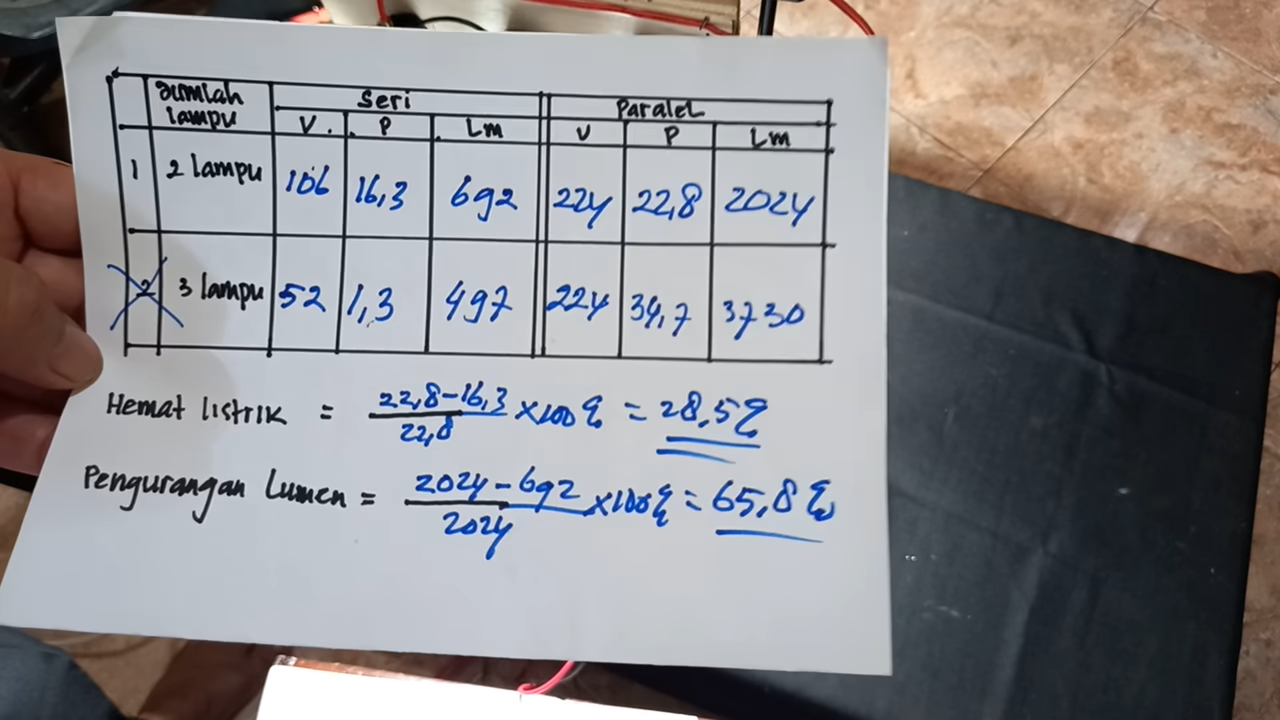 Jumlah lampu Seri Paralel
V. P Lm V P Lm
1 2 lampu 106 16,3 692 224 22,8 2024
2 3 lampu 52 1,3 497 224 34,7 3730
Hemat listrik = 22,8-16,3 / 22,8 x100% = 28,5%
Pengurangan Lumen = 2024-692 / 2024 x100% = 65,8%